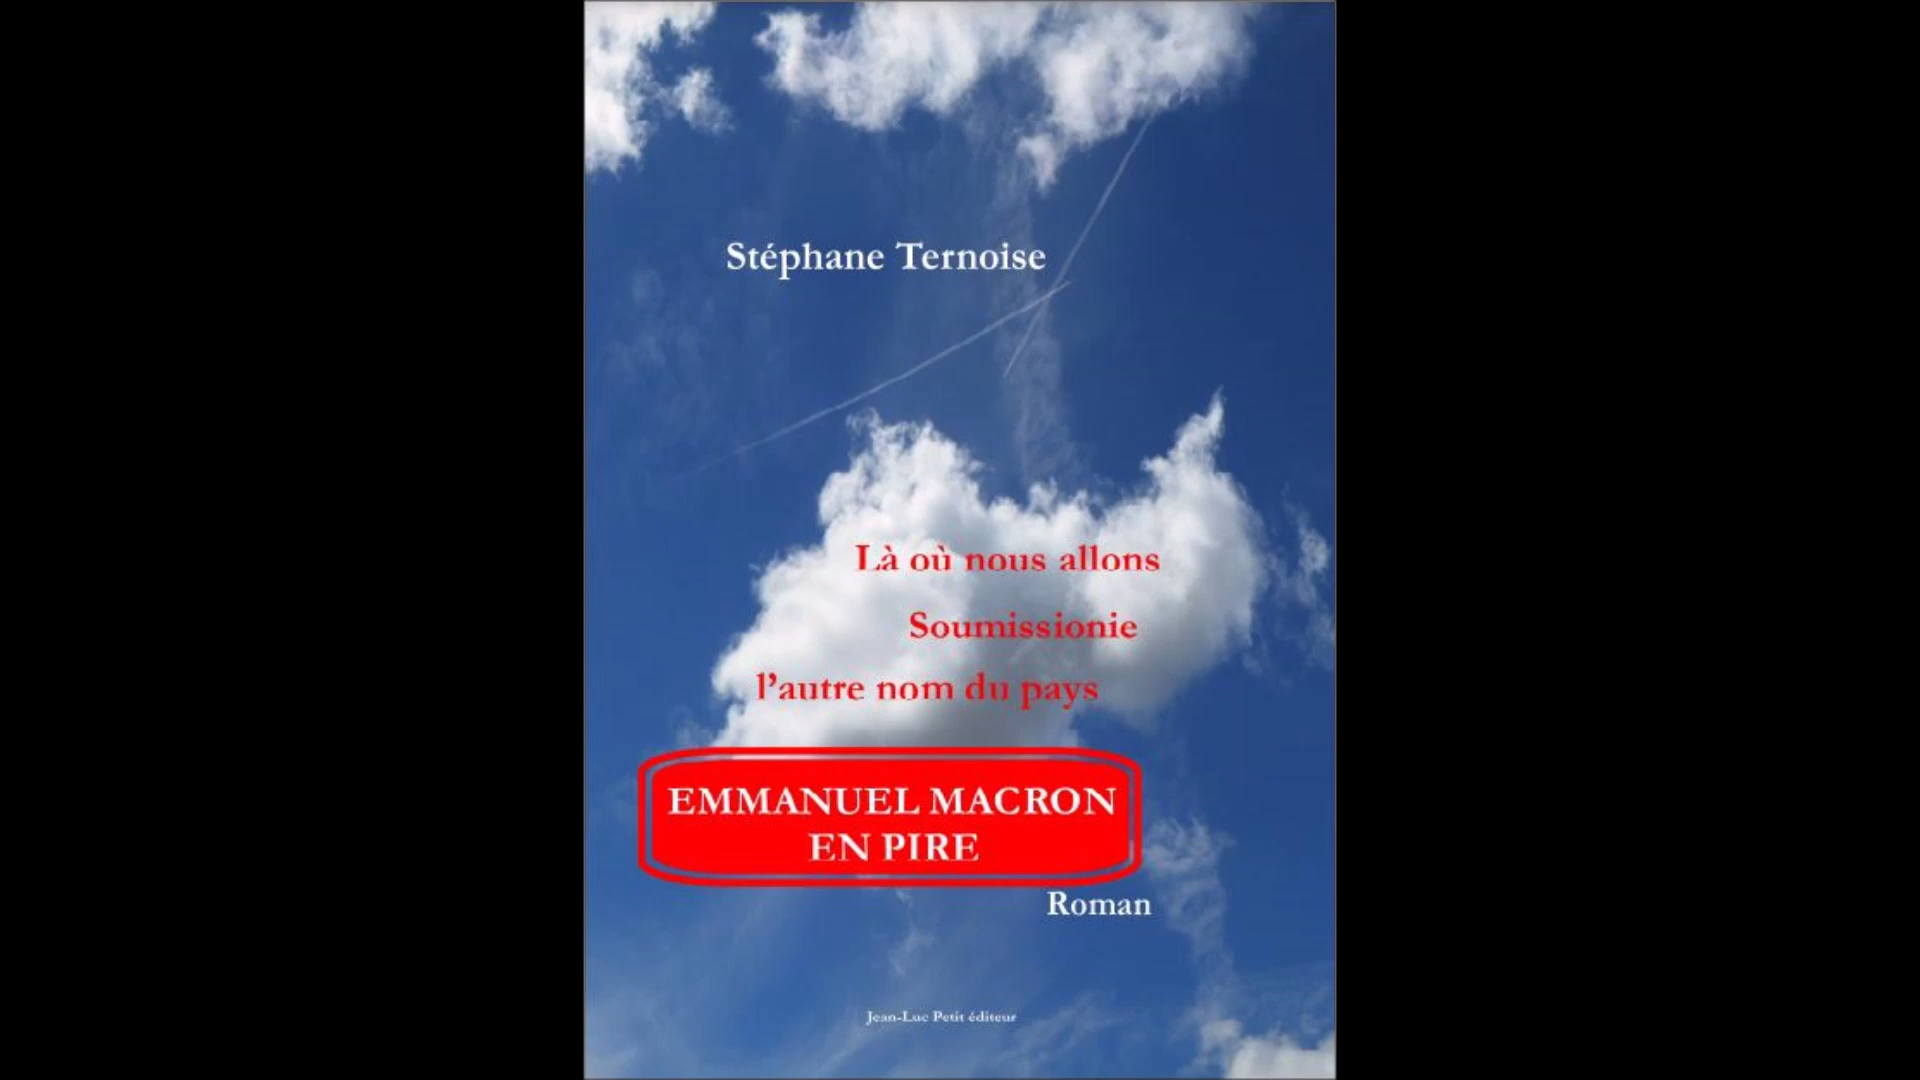 Stéphane Ternoise
Là où nous allons
Soumissionie
l'autre nom du pays
EMMANUEL MACRON
EN PIRE
Roman
Jean-Luc Petit éditeur